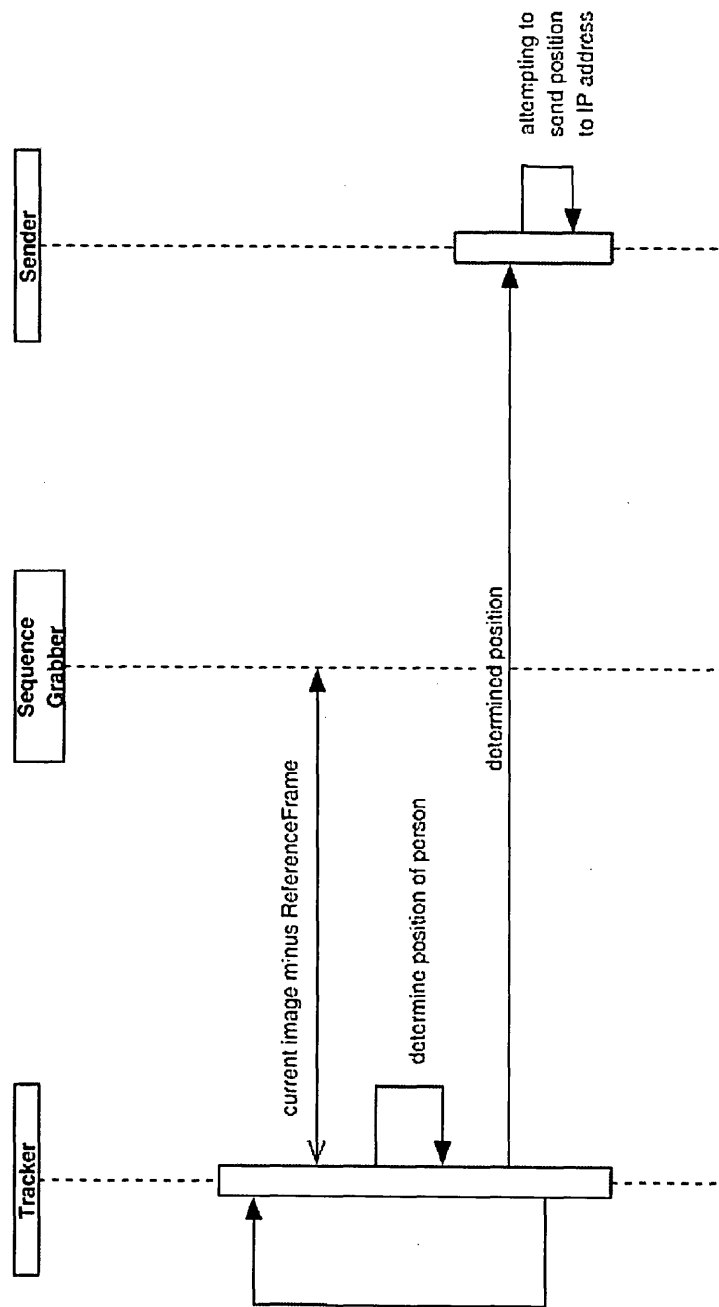 Tracker
Sequence
Grabber
Sender
current image minus ReferenceFrame
determine position of person
determined position
attempting to
send position
to IP address